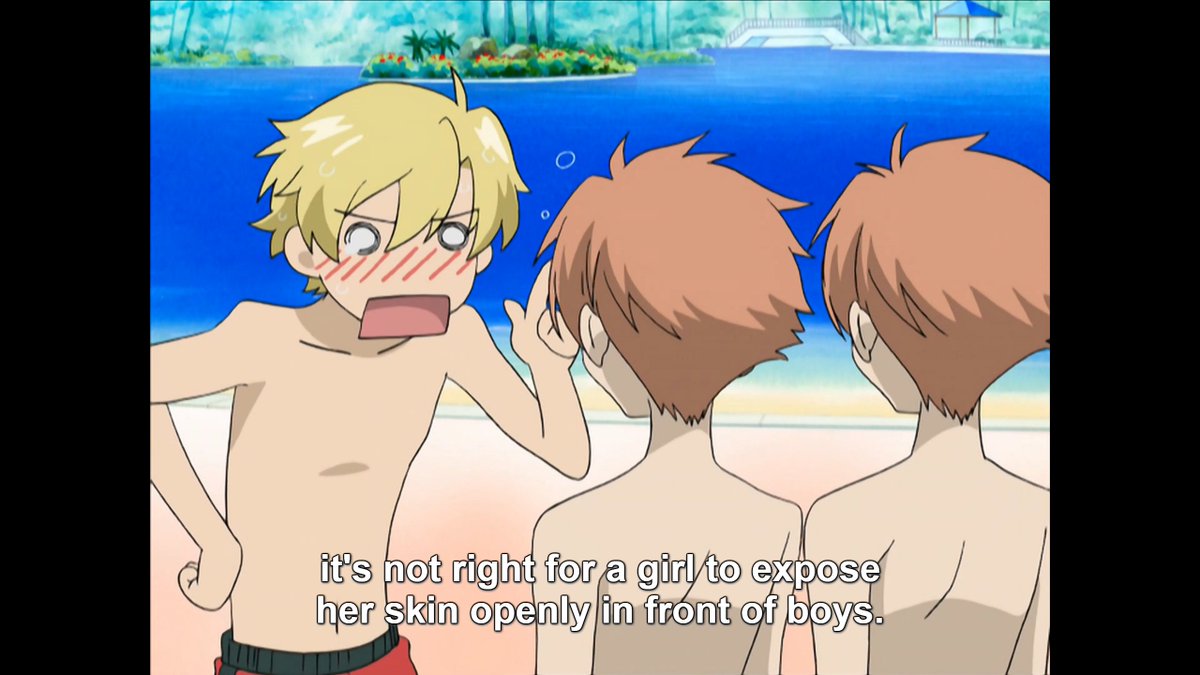 it's not right for a girl to expose
her skin openly in front of boys.